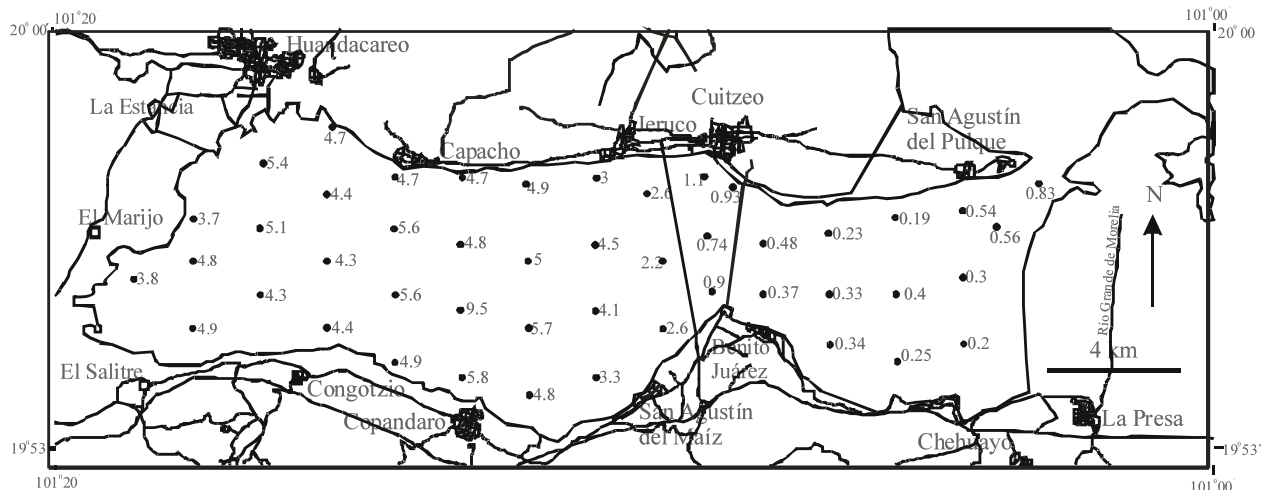 101°20
101°00
20° 00
20° 00
Huandacareo
La Estancia
Cuitzeo
Jeruco
San Agustín
del Pulque
4.7
Capacho
5.4
4.7
4.7
4.9
3
1.1
0.83
4.4
2.6
0.93
N
El Marijo
3.7
5.1
5.6
4.8
4.5
0.74
0.48
0.23
0.19
0.54
0.56
4.8
4.3
5
2.2
3.8
4.3
5.6
9.5
4.1
0.9
0.37
0.33
0.4
0.3
Río Grande de Morelia
4.9
4.4
5.7
2.6
0.34
0.25
0.2
4 km
Benito
Juárez
El Salitre
4.9
5.8
4.8
3.3
Congotzio
Copandaro
San Agustín
del Maíz
Chehuayo
La Presa
19°53
19°53'
101°20
101°00